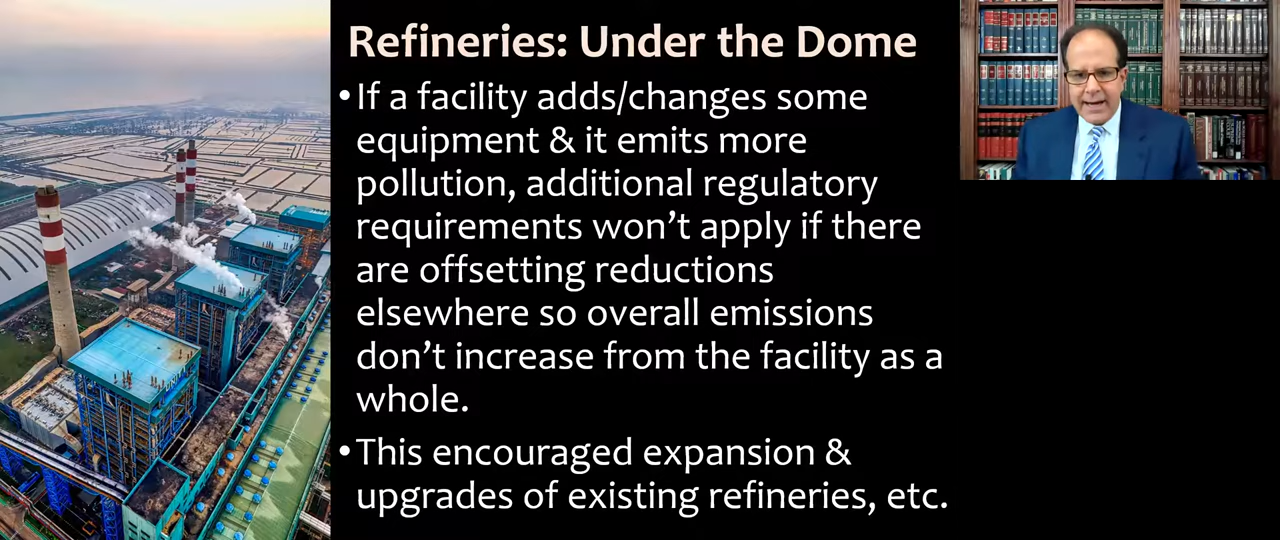 Refineries: Under the Dome
•If a facility adds/changes some
equipment & it emits more
pollution, additional regulatory
requirements won’t apply if there
are offsetting reductions
elsewhere so overall emissions
don’t increase from the facility as a
whole.
•This encouraged expansion &
upgrades of existing refineries, etc.